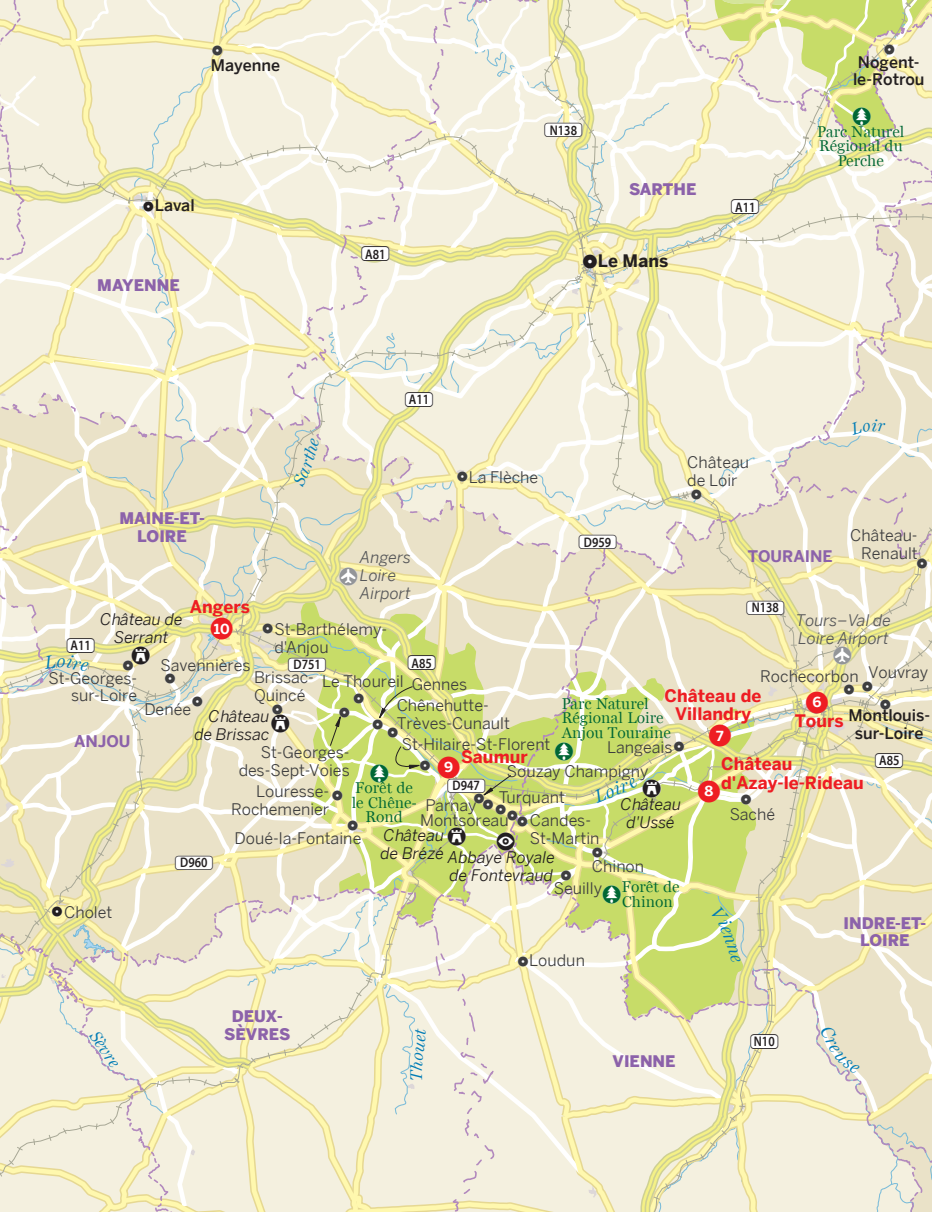 Mayenne
Nogent-
le-Rotrou
N138
Parc Naturel
Régional du
Perche
SARTHE
Laval
A11
A81
Le Mans
MAYENNE
A11
Loir
Sarthe
La Flèche
Château
de Loir
MAINE-ET-
LOIRE
D959
TOURAINE
Château-
Renault
Angers
Loire
Airport
Angers
10
N138
Château de
Serrant
St-Barthélemy-
d'Anjou
Tours–Val de
Loire Airport
A11
Loire
Savennières
D751
A85
St-Georges-
sur-Loire
Brissac-
Quincé
Le Thoureil
Gennes
Rochecorbon
Vouvray
Denée
Château
de Brissac
Chênehutte-
Trèves-Cunault
Parc Naturel
Régional Loire
Anjou Touraine
Château de
Villandry
7
6
Tours
Montlouis-
sur-Loire
ANJOU
St-Georges-
des-Sept-Voies
St-Hilaire-St-Florent
Langeais
9
Saumur
A85
Souzay Champigny
Château
d'Azay-le-Rideau
8
Forêt de
le Chêne-
Rond
D947
Loire
Louresse-
Rochemenier
Parnay
Turquant
Château
d'Ussé
Saché
Montsoreau
Candes-
St-Martin
Doué-la-Fontaine
Château
de Brézé
Abbaye Royale
de Fontevraud
D960
Chinon
Seuilly
Forêt de
Chinon
Cholet
Vienne
INDRE-ET-
LOIRE
Loudun
DEUX-
SÈVRES
Sèvre
Thouet
N10
Creuse
VIENNE